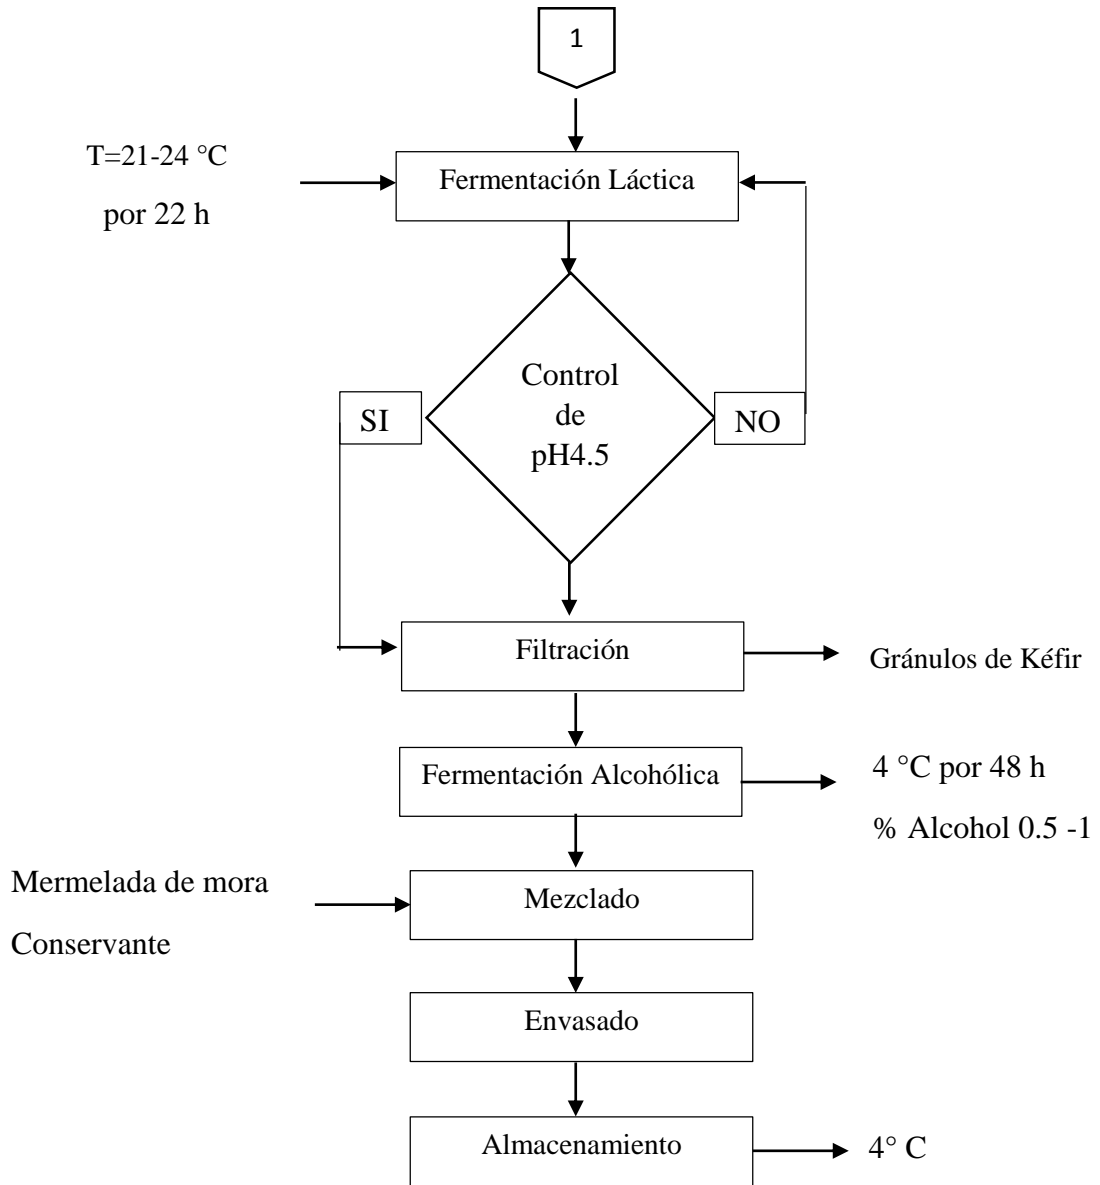 1
T=21-24 °C
por 22 h
Fermentación Láctica
Control
de
pH4.5
SI
NO
Filtración
Gránulos de Kéfir
Fermentación Alcohólica
4 °C por 48 h
% Alcohol 0.5 -1
Mermelada de mora
Conservante
Mezclado
Envasado
Almacenamiento
4° C